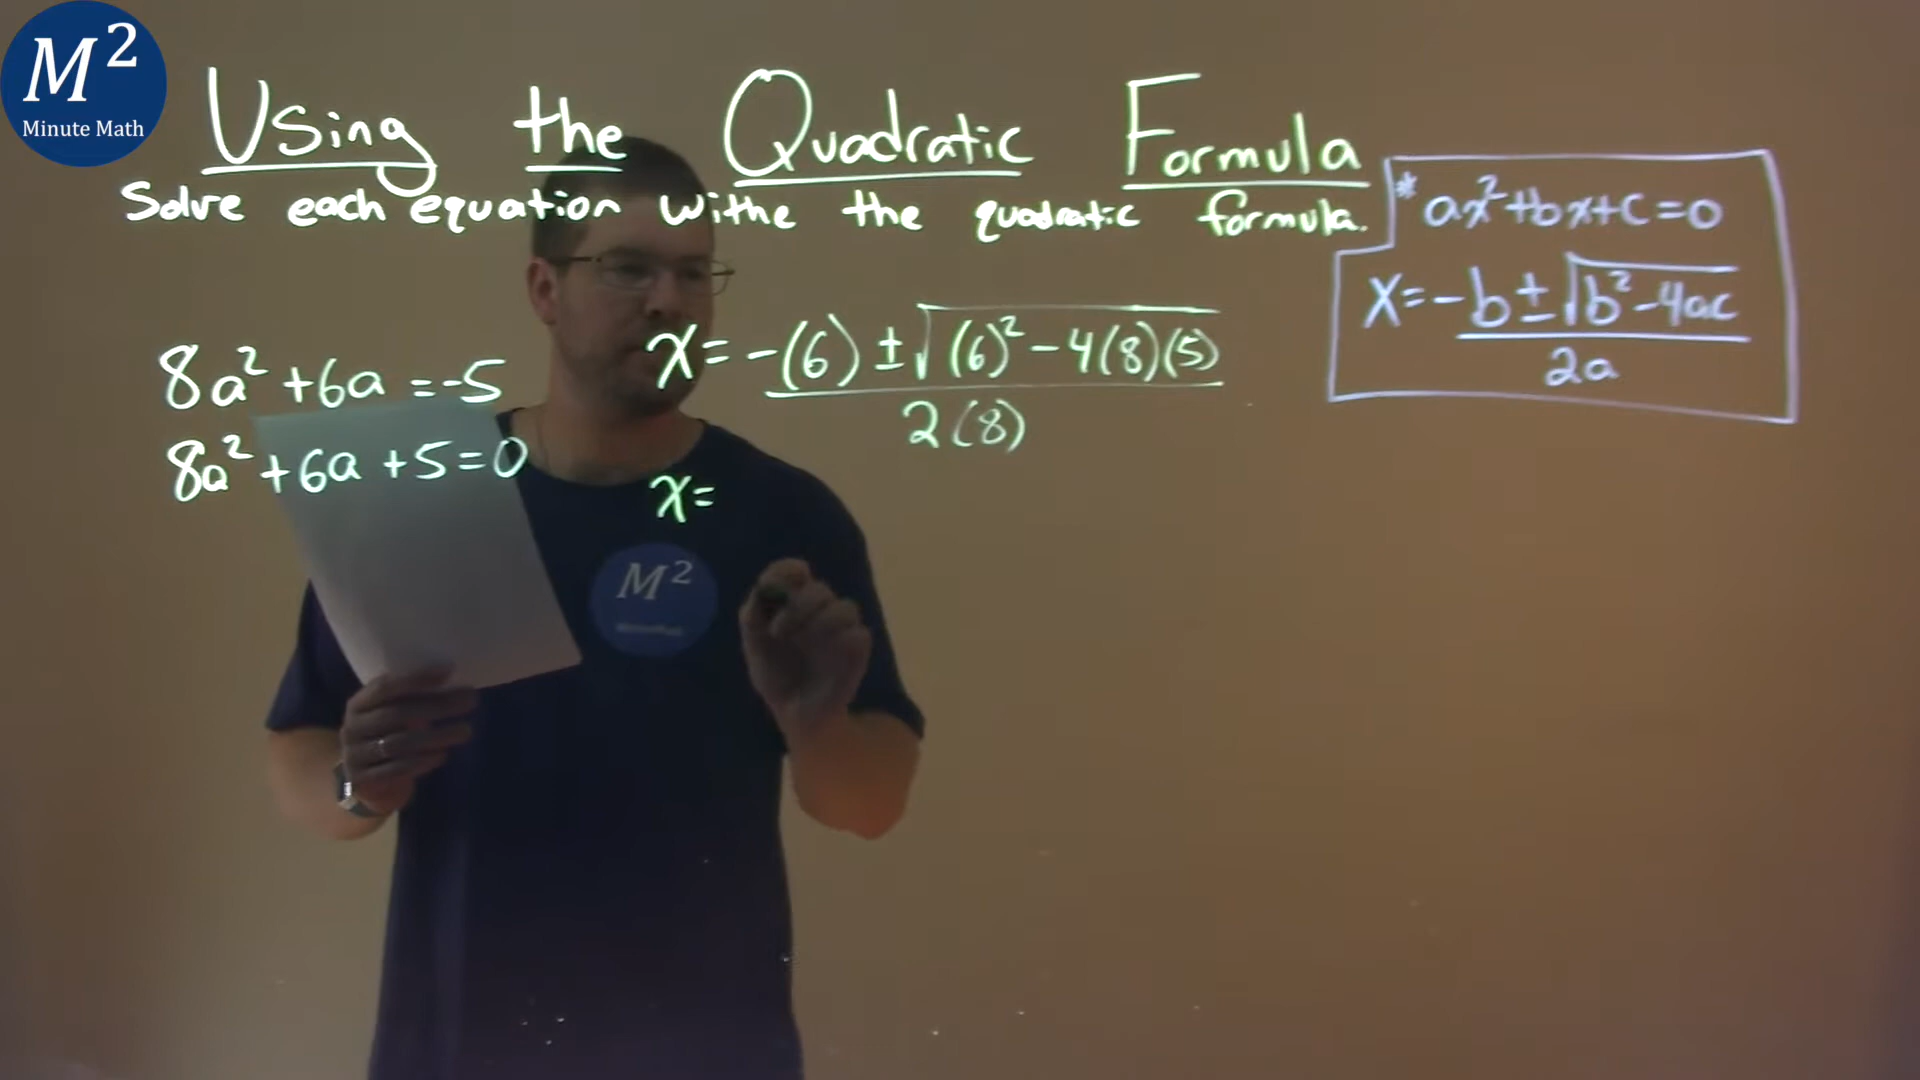 M²
Minute Math
Using the Quadratic Formula
Solve each equation withe the quadratic formula.
*ax²+bx+c=0
x=-b±√b²-4ac
2a
8a²+6a=-5
8a²+6a+5=0
x=-(6)±√(6)²-4(8)(5)
2(8)
x=
M²